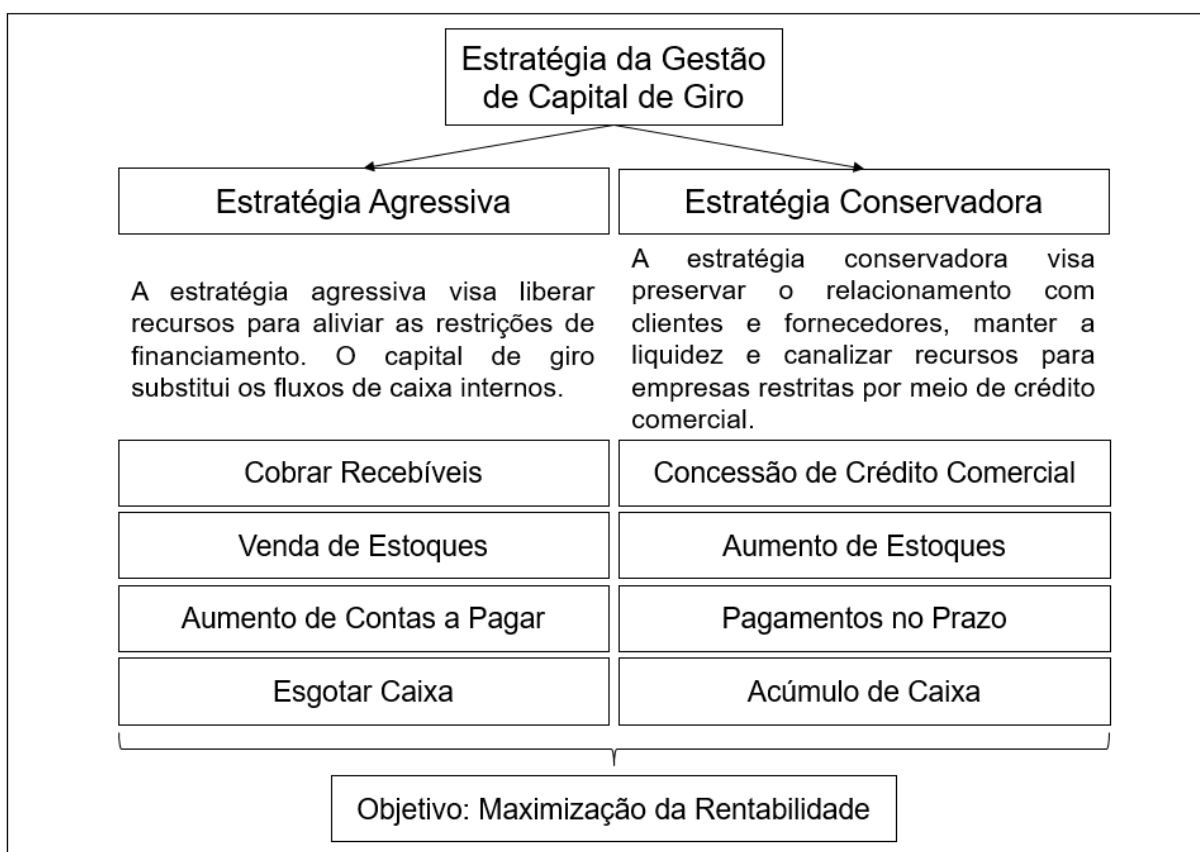 Estratégia da Gestão
de Capital de Giro
Estratégia Agressiva
Estratégia Conservadora
A estratégia agressiva visa liberar
recursos para aliviar as restrições de
financiamento. O capital de giro
substitui os fluxos de caixa internos.
A estratégia conservadora visa
preservar o relacionamento com
clientes e fornecedores, manter a
liquidez e canalizar recursos para
empresas restritas por meio de crédito
comercial.
Cobrar Recebíveis
Concessão de Crédito Comercial
Venda de Estoques
Aumento de Estoques
Aumento de Contas a Pagar
Pagamentos no Prazo
Esgotar Caixa
Acúmulo de Caixa
Objetivo: Maximização da Rentabilidade